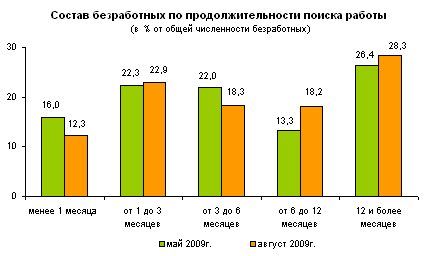 Состав безработных по продолжительности поиска работы
(в % от общей численности безработных)
30
20
10
0
16,0
12,3
22,3
22,9
22,0
18,3
13,3
18,2
26,4
28,3
менее 1 месяца
от 1 до 3
месяцев
от 3 до 6
месяцев
от 6 до 12
месяцев
12 и более
месяцев
май 2009г.
август 2009г.